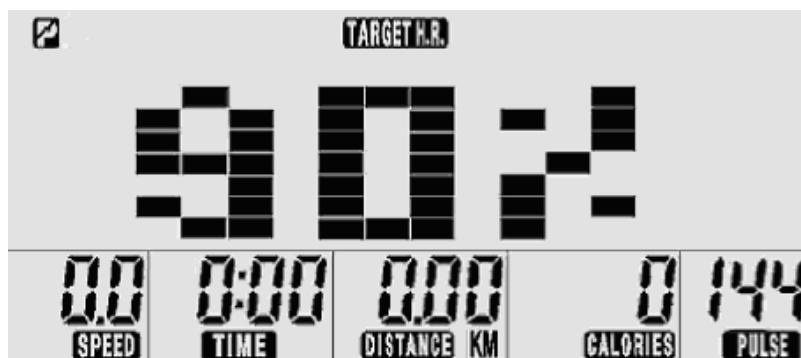 P TARGET H.R.
90%
0.0 0:00 0.00 0 144
SPEED TIME DISTANCE KM CALORIES PULSE